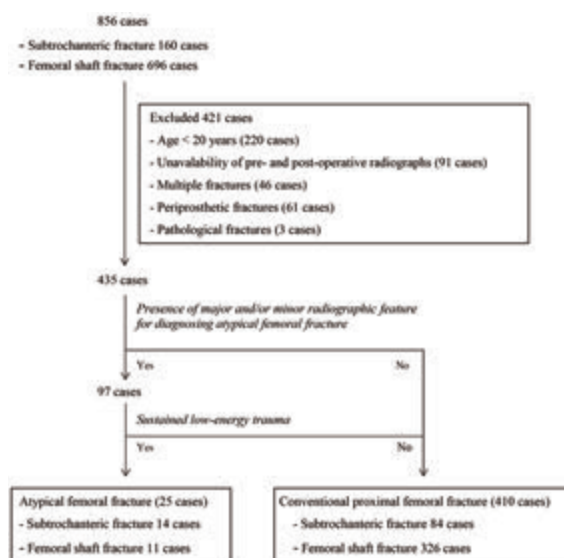 856 cases
- Subtrochanteric fracture 160 cases
- Femoral shaft fracture 696 cases
Excluded 421 cases
- Age < 20 years (220 cases)
- Unavalability of pre- and post-operative radiographs (91 cases)
- Multiple fractures (46 cases)
- Periprosthetic fractures (61 cases)
- Pathological fractures (3 cases)
435 cases
Presence of major and/or minor radiographic feature
for diagnosing atypical femoral fracture
Yes No
97 cases
Sustained low-energy trauma
Yes No
Atypical femoral fracture (25 cases)
- Subtrochanteric fracture 14 cases
- Femoral shaft fracture 11 cases
Conventional proximal femoral fracture (410 cases)
- Subtrochanteric fracture 84 cases
- Femoral shaft fracture 326 cases